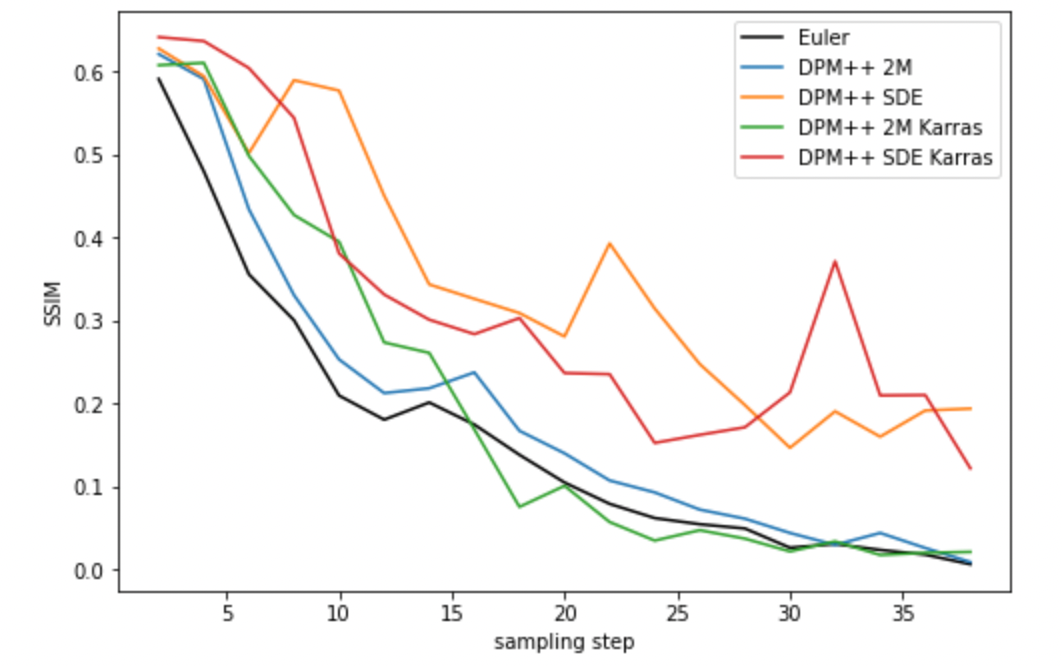 Euler
DPM++ 2M
DPM++ SDE
DPM++ 2M Karras
DPM++ SDE Karras
0.6
0.5
0.4
0.3
0.2
0.1
0.0
SSIM
5 10 15 20 25 30 35
sampling step